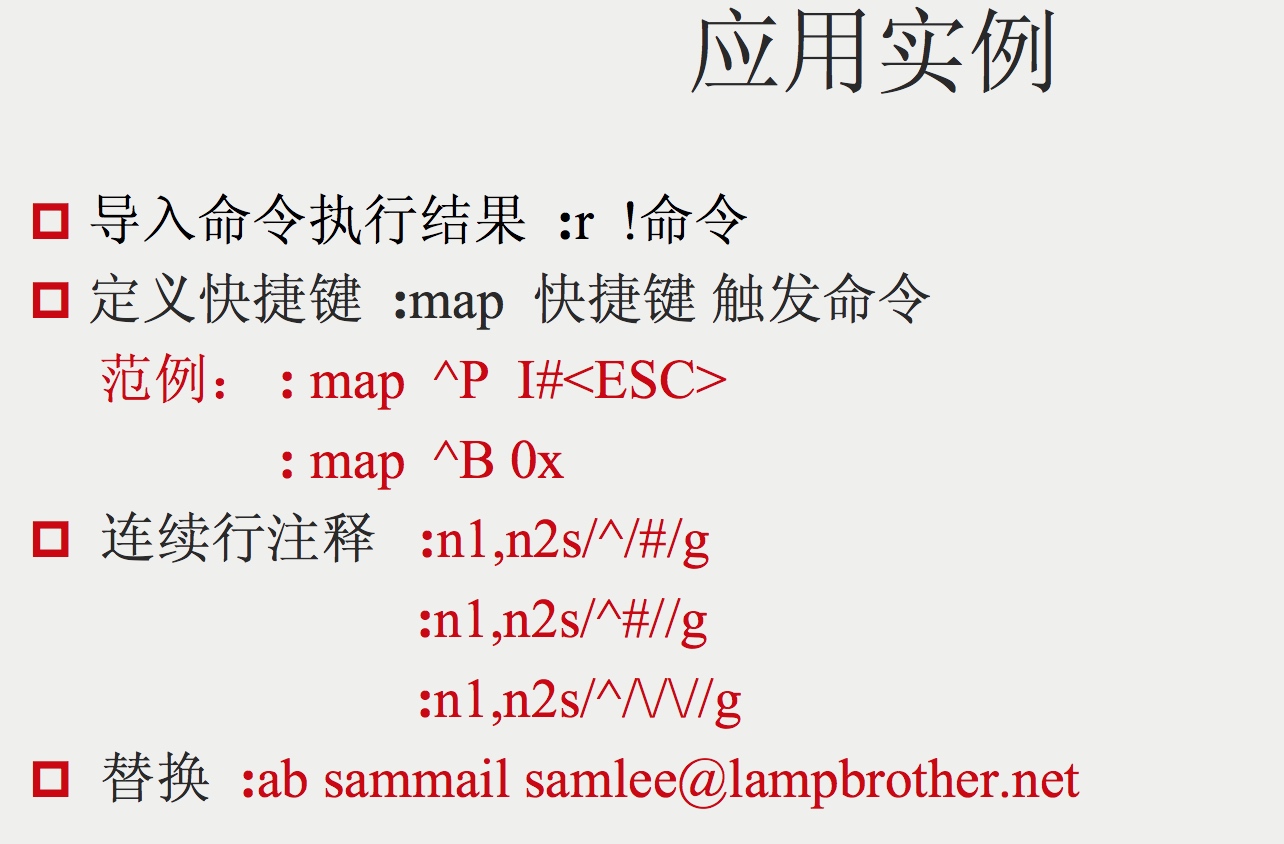 应用实例
导入命令执行结果 :r !命令
定义快捷键 :map 快捷键 触发命令
范例： : map ^P I#<ESC>
: map ^B 0x
连续行注释 :n1,n2s/^/#/g
:n1,n2s/^#//g
:n1,n2s/^/\/\//g
替换 :ab sammail samlee@lampbrother.net